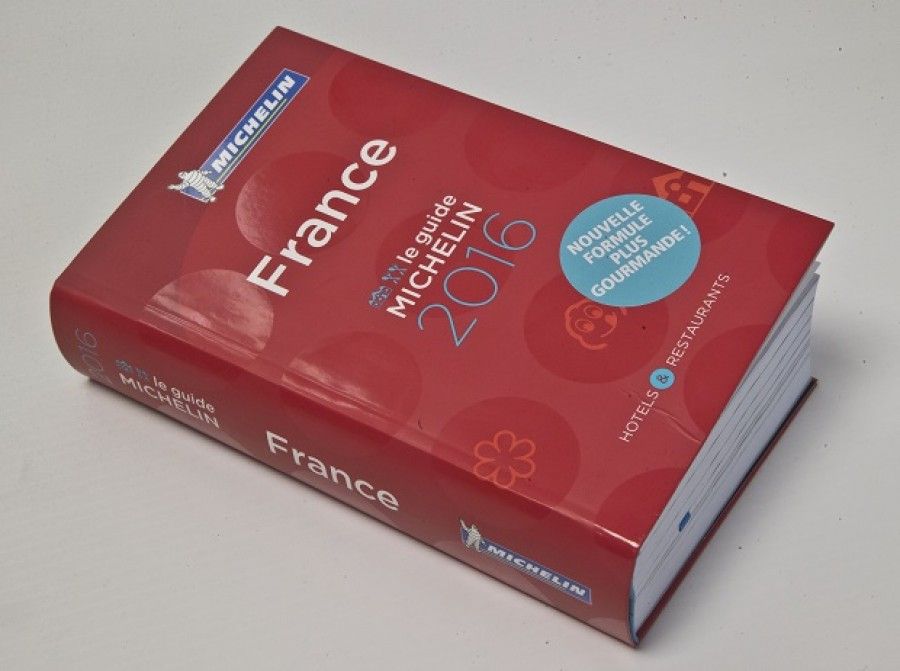 MICHELIN
France
le guide
MICHELIN
2016
NOUVELLE
FORMULE
PLUS
GOURMANDE !
HOTELS & RESTAURANTS
2016
le guide
MICHELIN
France
MICHELIN